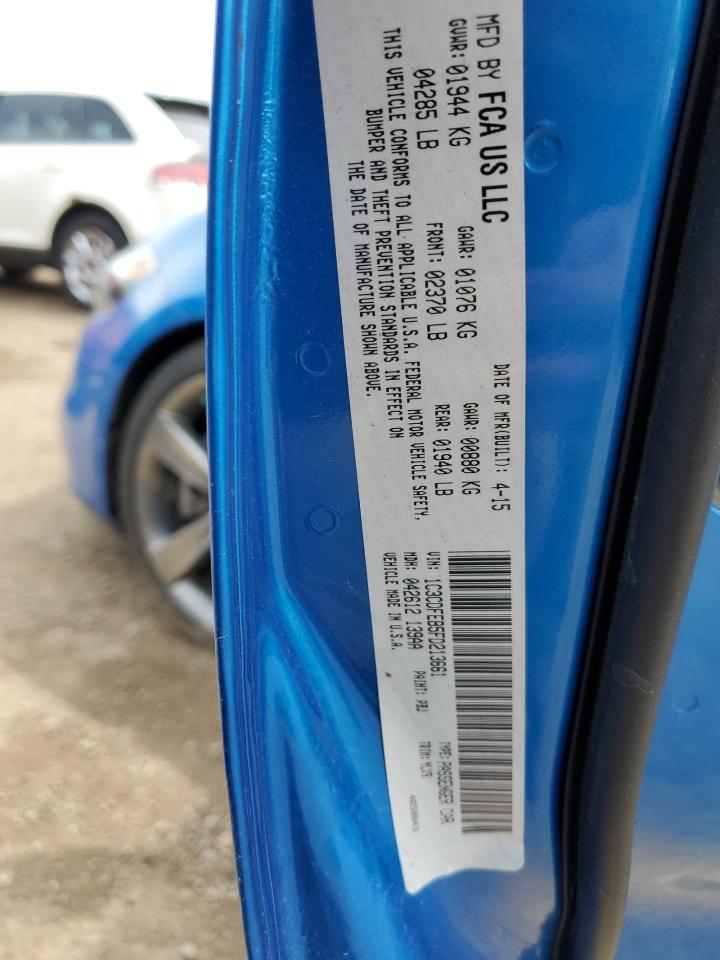 MFD BY FCA US LLC
DATE OF MFR(BUILT): 4-15
GVWR: 01944 KG
GAWR: 01076 KG
GAWR: 00880 KG
04285 LB
FRONT: 02370 LB
REAR: 01940 LB
THIS VEHICLE CONFORMS TO ALL APPLICABLE U.S.A. FEDERAL MOTOR VEHICLE SAFETY,
BUMPER AND THEFT PREVENTION STANDARDS IN EFFECT ON
THE DATE OF MANUFACTURE SHOWN ABOVE.
VIN: 1C3CDFEB5FD213661
TYPE: PASSENGER CAR
MDH: 042612 139AA
PAINT: PBJ
VEHICLE MADE IN U.S.A.
TRIM: